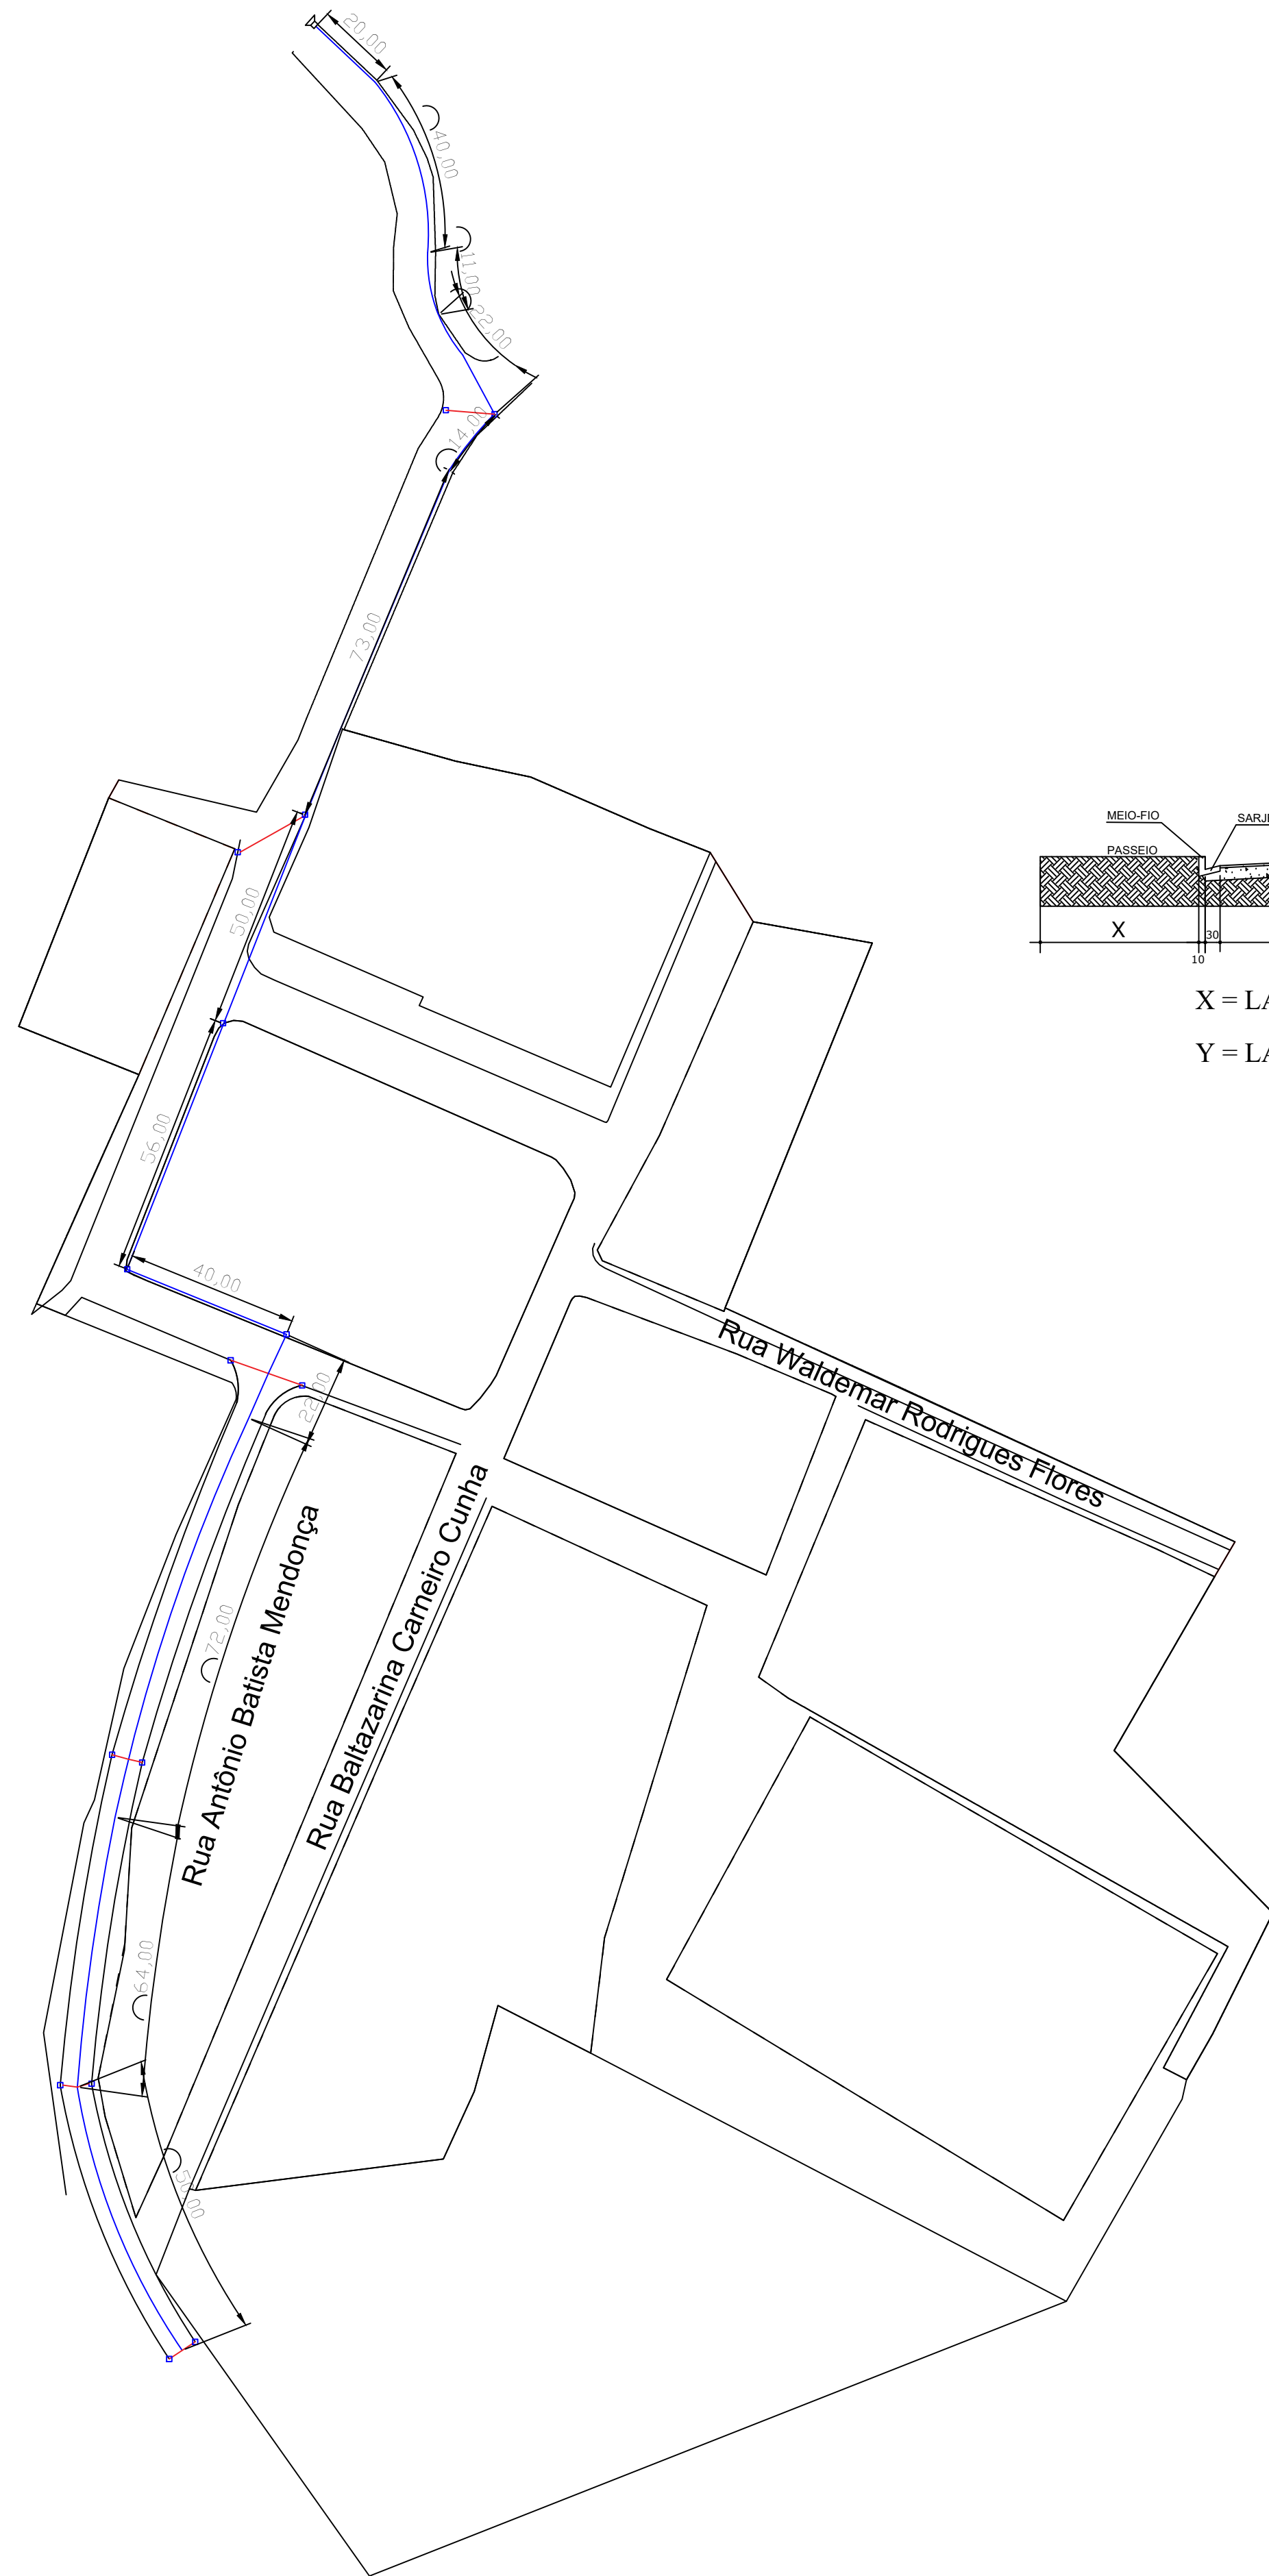 20,00
40,00
11,00
22,00
14,00
73,00
MEIO-FIO
PASSEIO
X
30
10
50,00
X = LA
Y = LA
56,00
40,00
22,00
Rua Waldemar Rodrigues Flores
72,00
Rua Antônio Batista Mendonça
Rua Baltazarina Carneiro Cunha
64,00